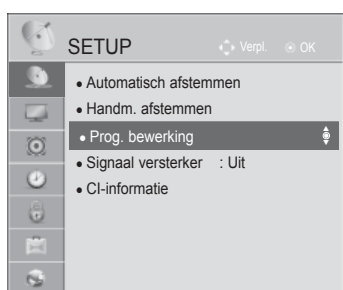 SETUP Verpl. OK
• Automatisch afstemmen
• Handm. afstemmen
• Prog. bewerking
• Signaal versterker : Uit
• CI-informatie